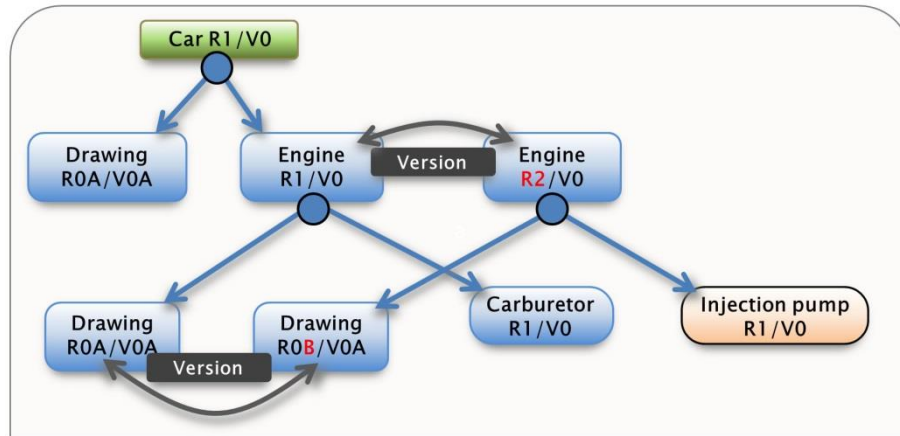 Car R1/V0
Drawing
R0A/V0A
Engine
R1/V0
Version
Engine
R2/V0
Drawing
R0A/V0A
Version
Drawing
R0B/V0A
Carburetor
R1/V0
Injection pump
R1/V0